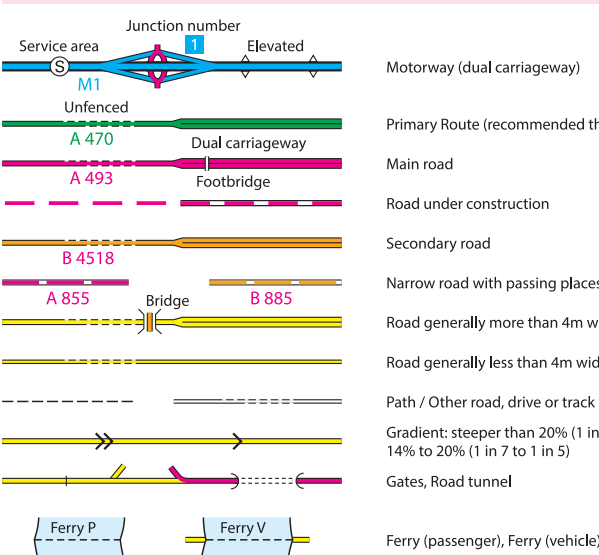 Junction number
Service area
1
Elevated
S
M1
Motorway (dual carriageway)
Unfenced
A 470
Primary Route (recommended th
Dual carriageway
A 493
Main road
Footbridge
Road under construction
B 4518
Secondary road
A 855
B 885
Narrow road with passing places
Bridge
Road generally more than 4m w
Road generally less than 4m wid
Path / Other road, drive or track
Gradient: steeper than 20% (1 in
14% to 20% (1 in 7 to 1 in 5)
Gates, Road tunnel
Ferry P
Ferry V
Ferry (passenger), Ferry (vehicle)